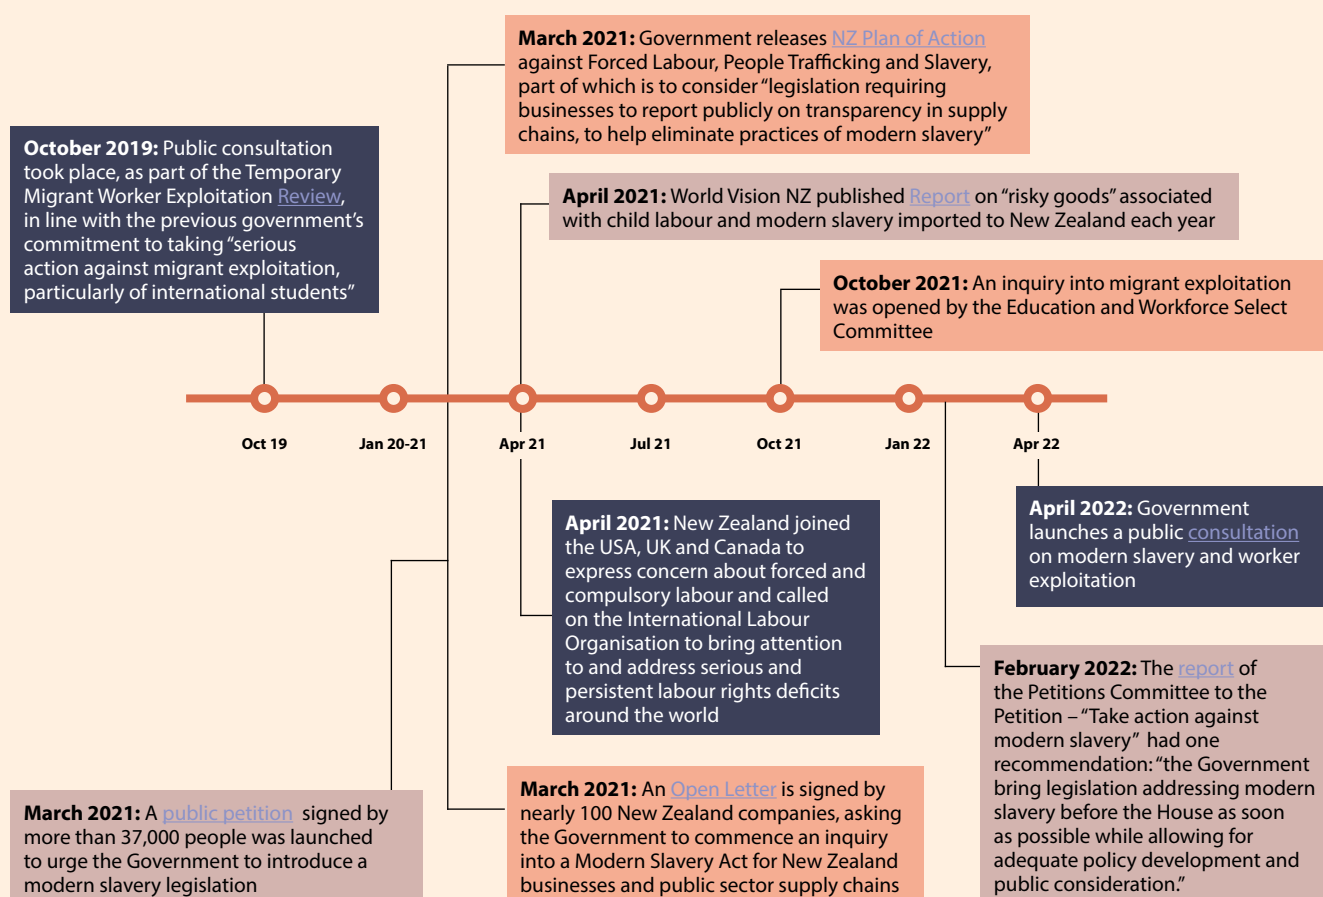 March 2021: Government releases NZ Plan of Action
against Forced Labour, People Trafficking and Slavery,
part of which is to consider “legislation requiring
businesses to report publicly on transparency in supply
chains, to help eliminate practices of modern slavery”
October 2019: Public consultation
took place, as part of the Temporary
Migrant Worker Exploitation Review,
in line with the previous government’s
commitment to taking “serious
action against migrant exploitation,
particularly of international students”
April 2021: World Vision NZ published Report on “risky goods” associated
with child labour and modern slavery imported to New Zealand each year
October 2021: An inquiry into migrant exploitation
was opened by the Education and Workforce Select
Committee
Oct 19
Jan 20-21
Apr 21
Jul 21
Oct 21
Jan 22
Apr 22
April 2021: New Zealand joined
the USA, UK and Canada to
express concern about forced and
compulsory labour and called
on the International Labour
Organisation to bring attention
to and address serious and
persistent labour rights deficits
around the world
April 2022: Government
launches a public consultation
on modern slavery and worker
exploitation
February 2022: The report of
the Petitions Committee to the
Petition – “Take action against
modern slavery” had one
recommendation: “the Government
bring legislation addressing modern
slavery before the House as soon
as possible while allowing for
adequate policy development and
public consideration.”
March 2021: A public petition signed by
more than 37,000 people was launched
to urge the Government to introduce a
modern slavery legislation
March 2021: An Open Letter is signed by
nearly 100 New Zealand companies, asking
the Government to commence an inquiry
into a Modern Slavery Act for New Zealand
businesses and public sector supply chains